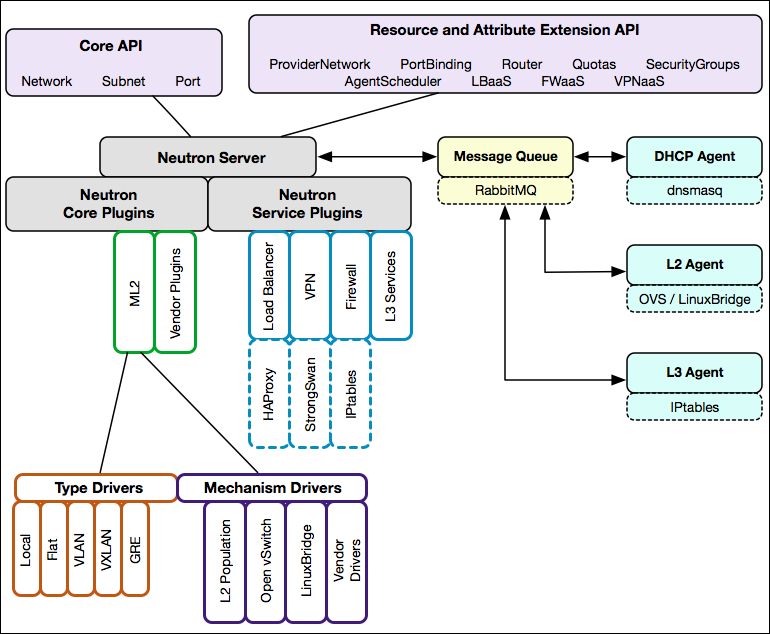 Core API
Network Subnet Port
Resource and Attribute Extension API
ProviderNetwork PortBinding Router Quotas SecurityGroups
AgentScheduler LBaaS FWaaS VPNaaS
Neutron Server
Neutron
Core Plugins
Neutron
Service Plugins
Message Queue
RabbitMQ
DHCP Agent
dnsmasq
L2 Agent
OVS / LinuxBridge
L3 Agent
IPtables
ML2
Vendor Plugins
Load Balancer
VPN
Firewall
L3 Services
HAProxy
StrongSwan
IPtables
Type Drivers
Local
Flat
VLAN
VXLAN
GRE
Mechanism Drivers
L2 Population
Open vSwitch
LinuxBridge
Vendor
Drivers